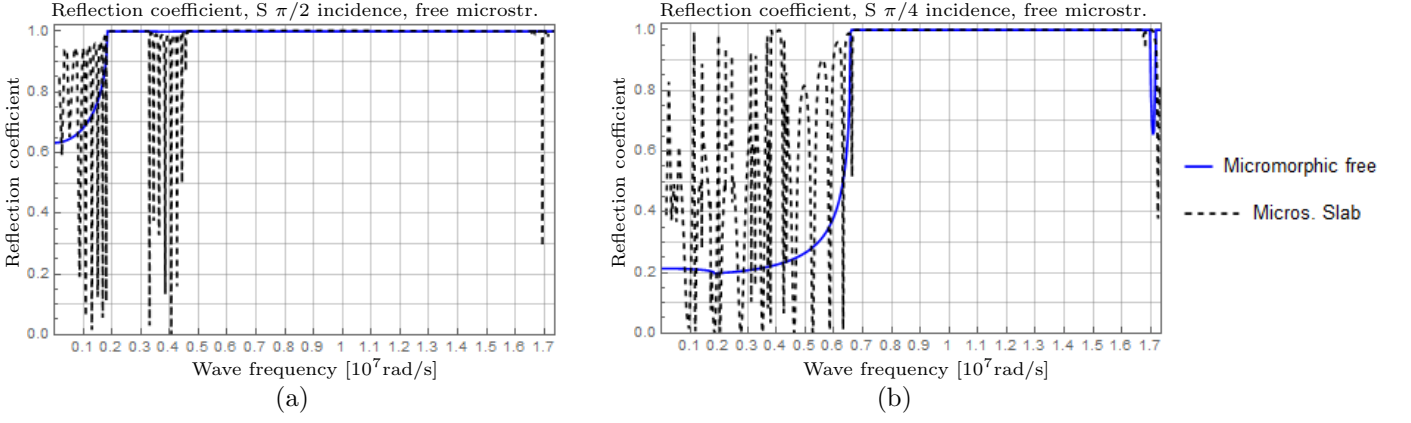 Reflection coefficient, S π/2 incidence, free microstr.
Reflection coefficient
1.0
0.8
0.6
0.4
0.2
0.0
0.1 0.2 0.3 0.4 0.5 0.6 0.7 0.8 0.9 1 1.1 1.2 1.3 1.4 1.5 1.6 1.7
Wave frequency [10⁷rad/s]
(a)
Reflection coefficient, S π/4 incidence, free microstr.
Reflection coefficient
1.0
0.8
0.6
0.4
0.2
0.0
0.1 0.2 0.3 0.4 0.5 0.6 0.7 0.8 0.9 1 1.1 1.2 1.3 1.4 1.5 1.6 1.7
Wave frequency [10⁷rad/s]
(b)
Micromorphic free
Micros. Slab